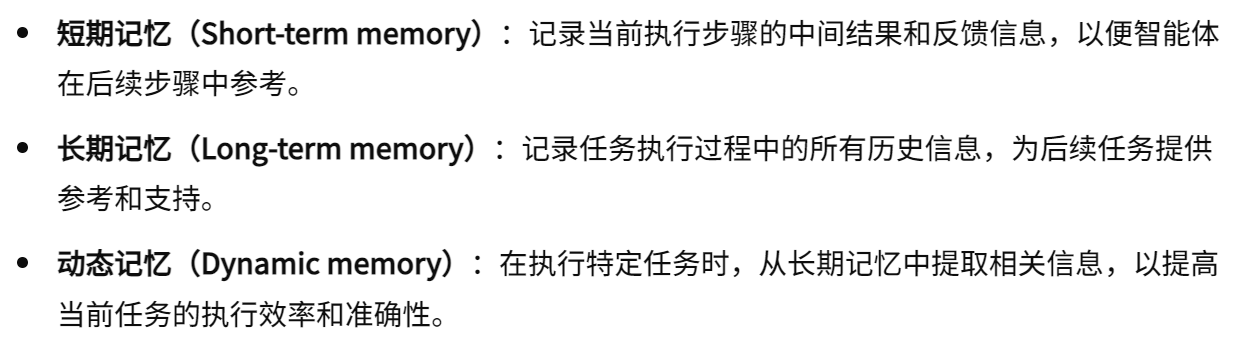 • 短期记忆（Short-term memory）：记录当前执行步骤的中间结果和反馈信息，以便智能体
在后续步骤中参考。
• 长期记忆（Long-term memory）：记录任务执行过程中的所有历史信息，为后续任务提供
参考和支持。
• 动态记忆（Dynamic memory）：在执行特定任务时，从长期记忆中提取相关信息，以提高
当前任务的执行效率和准确性。